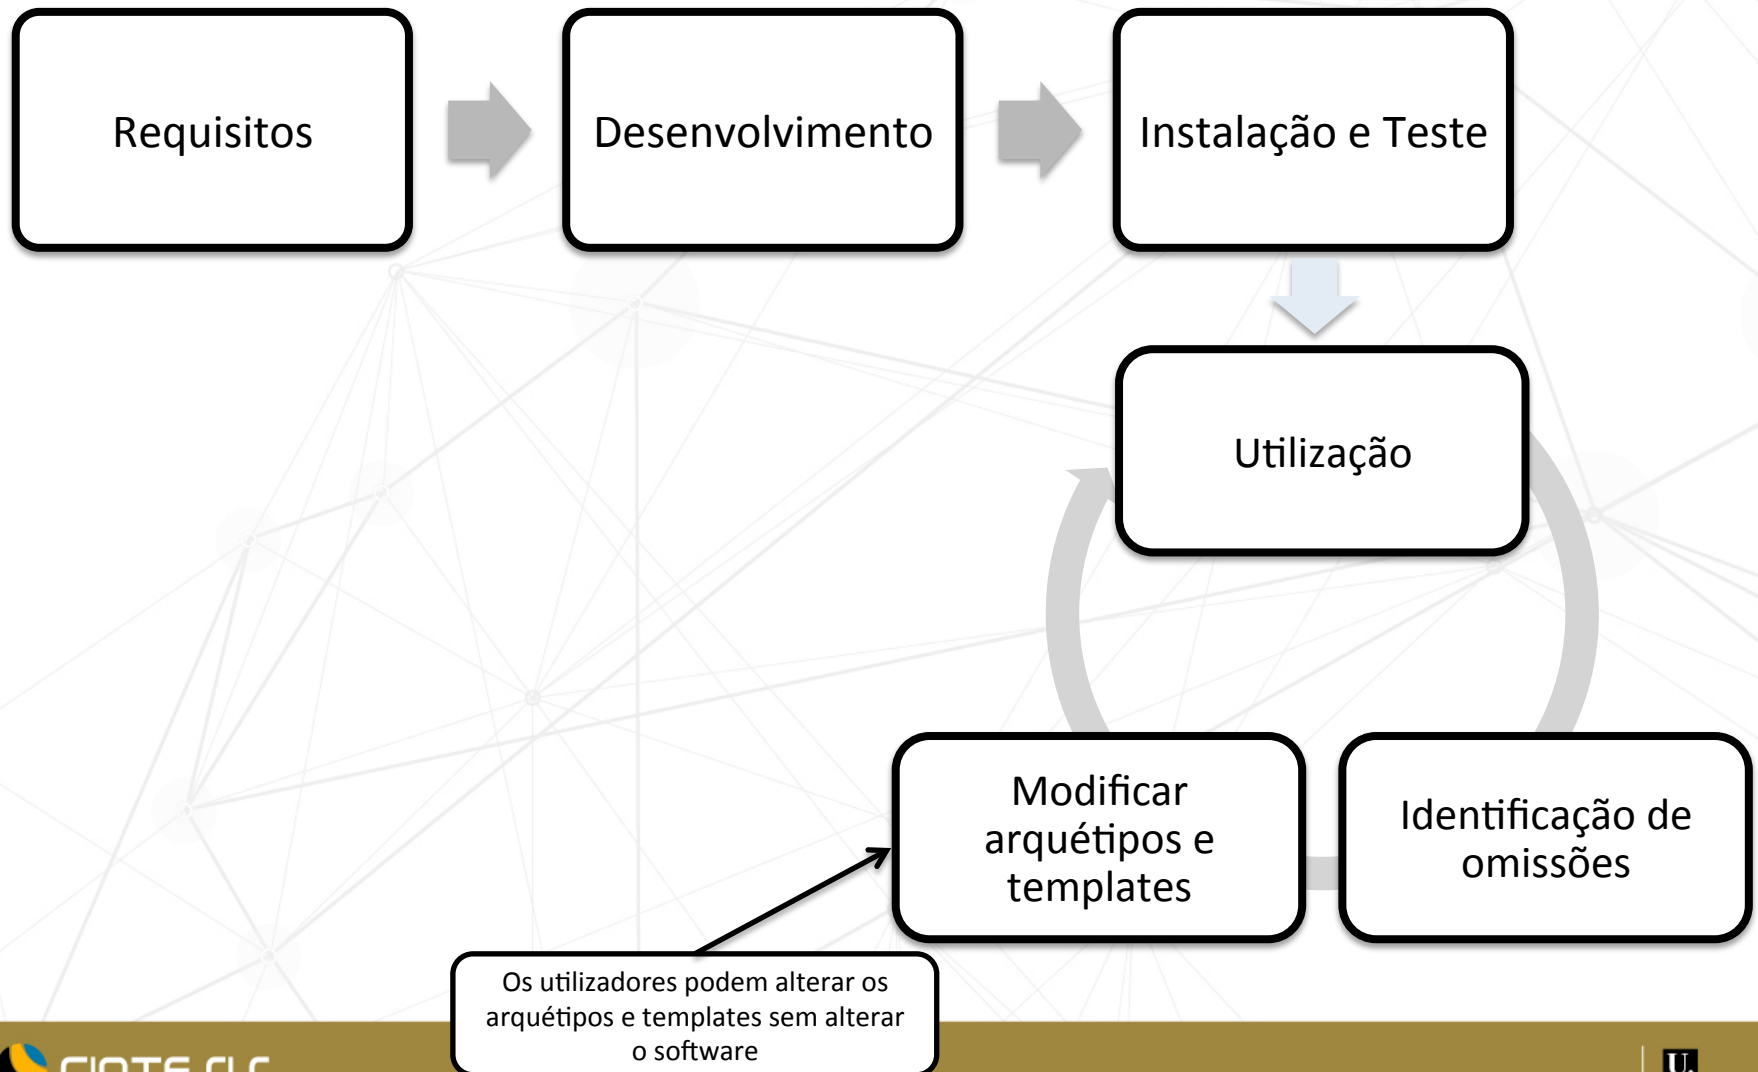 Requisitos
Desenvolvimento
Instalação e Teste
Utilização
Modificar
arquétipos e
templates
Identificação de
omissões
Os utilizadores podem alterar os
arquétipos e templates sem alterar
o software
U.